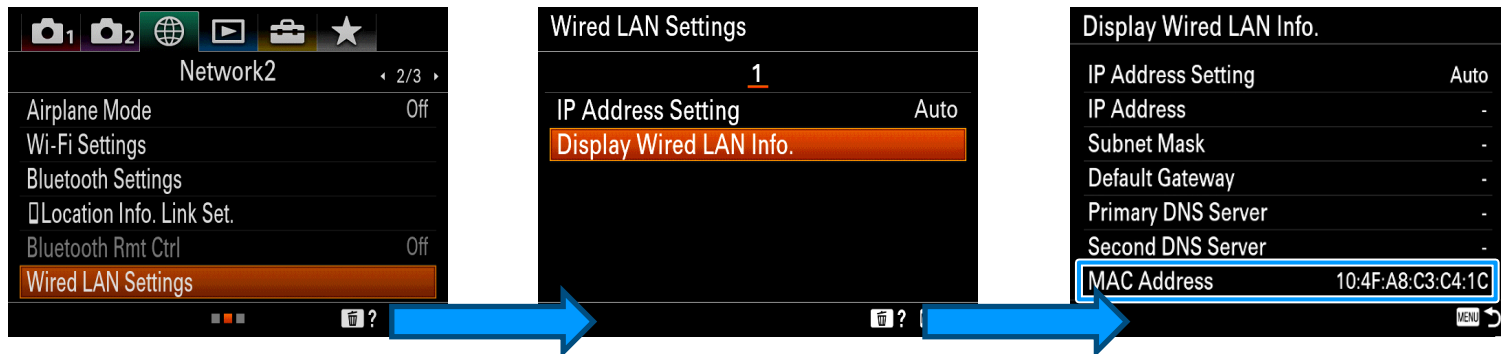 1 2
Network2 2/3
Airplane Mode Off
Wi-Fi Settings
Bluetooth Settings
Location Info. Link Set.
Bluetooth Rmt Ctrl Off
Wired LAN Settings
?
Wired LAN Settings
1
IP Address Setting Auto
Display Wired LAN Info.
?
Display Wired LAN Info.
IP Address Setting Auto
IP Address -
Subnet Mask -
Default Gateway -
Primary DNS Server -
Second DNS Server -
MAC Address 10:4F:A8:C3:C4:1C
MENU